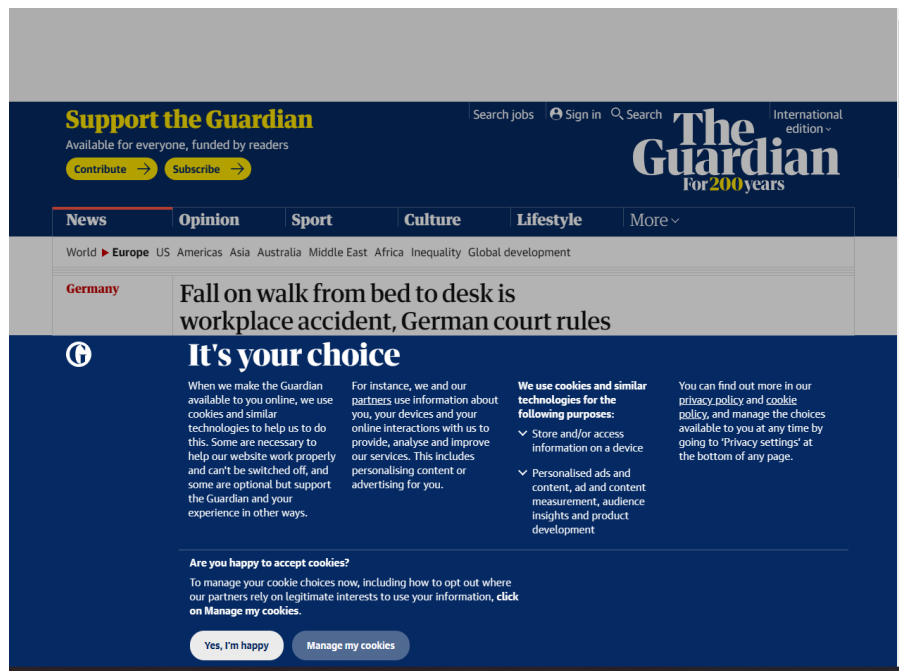 Support the Guardian
Available for everyone, funded by readers
Contribute
Subscribe
Search jobs
Sign in
Search
International
edition
The
Guardian
For 200 years
News
Opinion
Sport
Culture
Lifestyle
More
World
Europe
US
Americas
Asia
Australia
Middle East
Africa
Inequality
Global development
Germany
Fall on walk from bed to desk is
workplace accident, German court rules
It's your choice
When we make the Guardian
available to you online, we use
cookies and similar
technologies to help us to do
this. Some are necessary to
help our website work properly
and can't be switched off, and
some are optional but support
the Guardian and your
experience in other ways.
For instance, we and our
partners use information about
you, your devices and your
online interactions with us to
provide, analyse and improve
our services. This includes
personalising content or
advertising for you.
We use cookies and similar
technologies for the
following purposes:
Store and/or access
information on a device
Personalised ads and
content, ad and content
measurement, audience
insights and product
development
You can find out more in our
privacy policy and cookie
policy, and manage the choices
available to you at any time by
going to 'Privacy settings' at
the bottom of any page.
Are you happy to accept cookies?
To manage your cookie choices now, including how to opt out where
our partners rely on legitimate interests to use your information, click
on Manage my cookies.
Yes, I'm happy
Manage my cookies